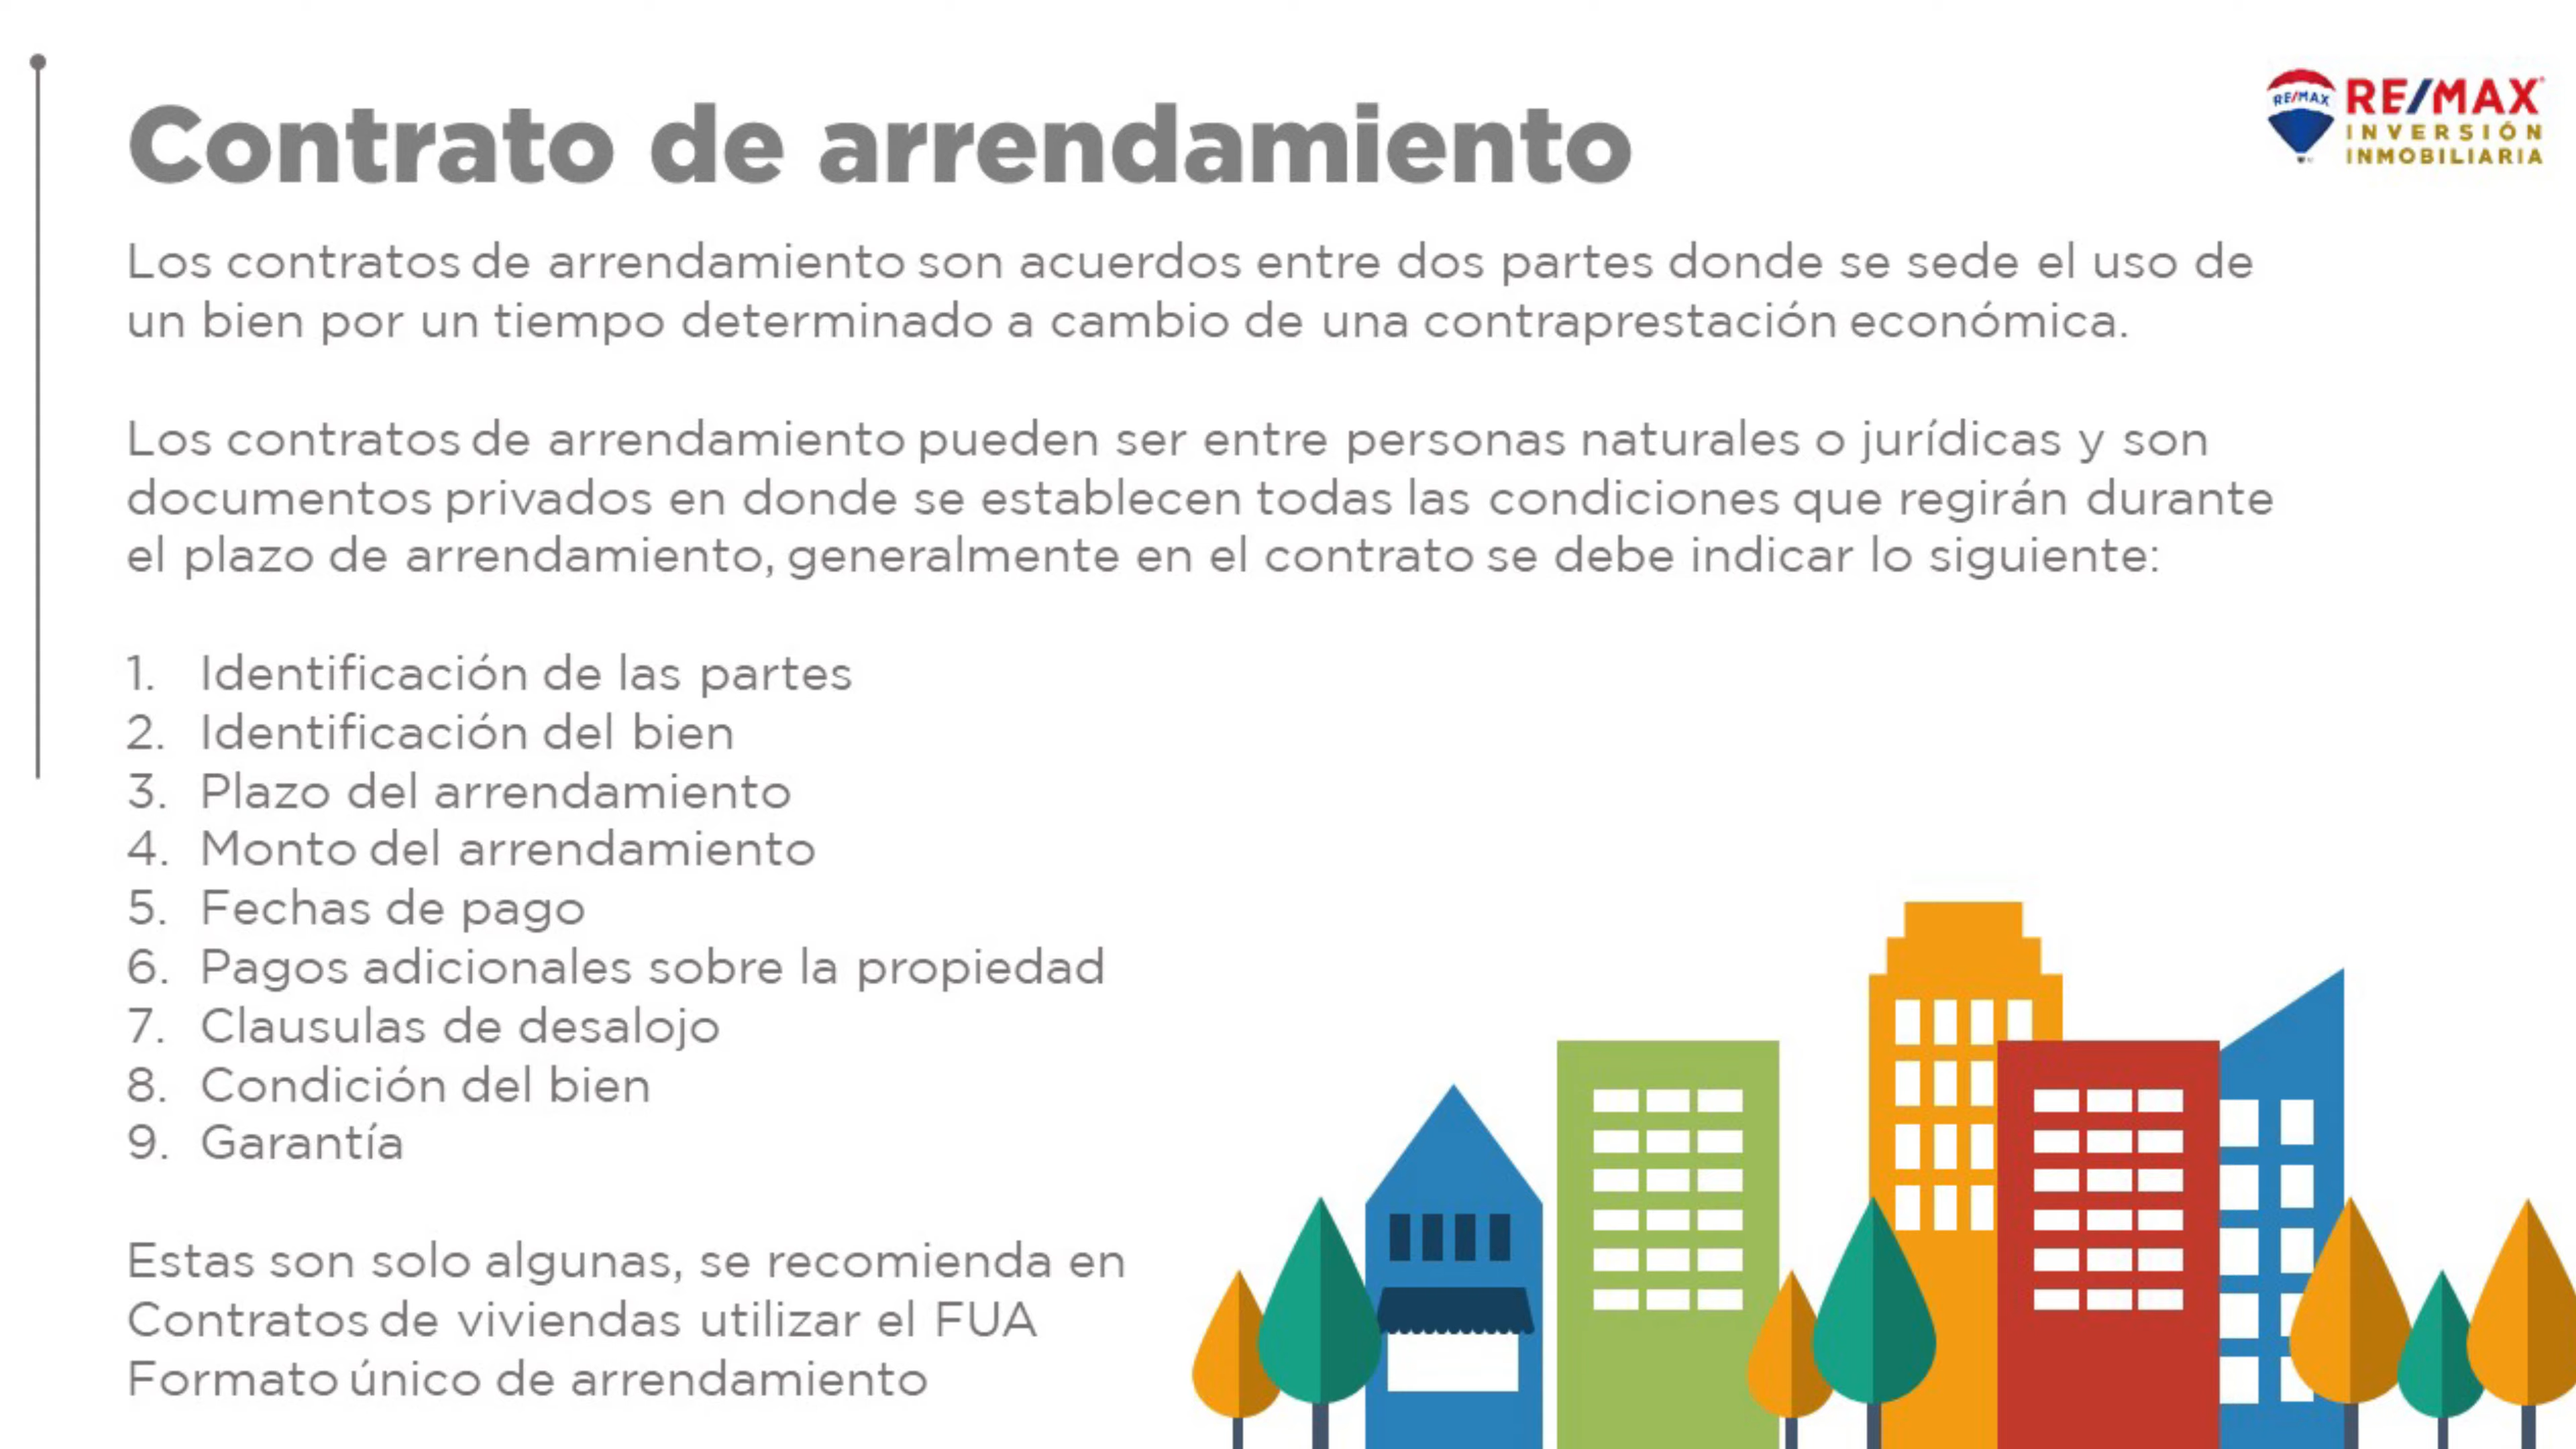 Contrato de arrendamiento
RE/MAX
RE/MAX
INVERSIÓN
INMOBILIARIA
Los contratos de arrendamiento son acuerdos entre dos partes donde se sede el uso de
un bien por un tiempo determinado a cambio de una contraprestación económica.
Los contratos de arrendamiento pueden ser entre personas naturales o jurídicas y son
documentos privados en donde se establecen todas las condiciones que regirán durante
el plazo de arrendamiento, generalmente en el contrato se debe indicar lo siguiente:
1. Identificación de las partes
2. Identificación del bien
3. Plazo del arrendamiento
4. Monto del arrendamiento
5. Fechas de pago
6. Pagos adicionales sobre la propiedad
7. Clausulas de desalojo
8. Condición del bien
9. Garantía
Estas son solo algunas, se recomienda en
Contratos de viviendas utilizar el FUA
Formato único de arrendamiento